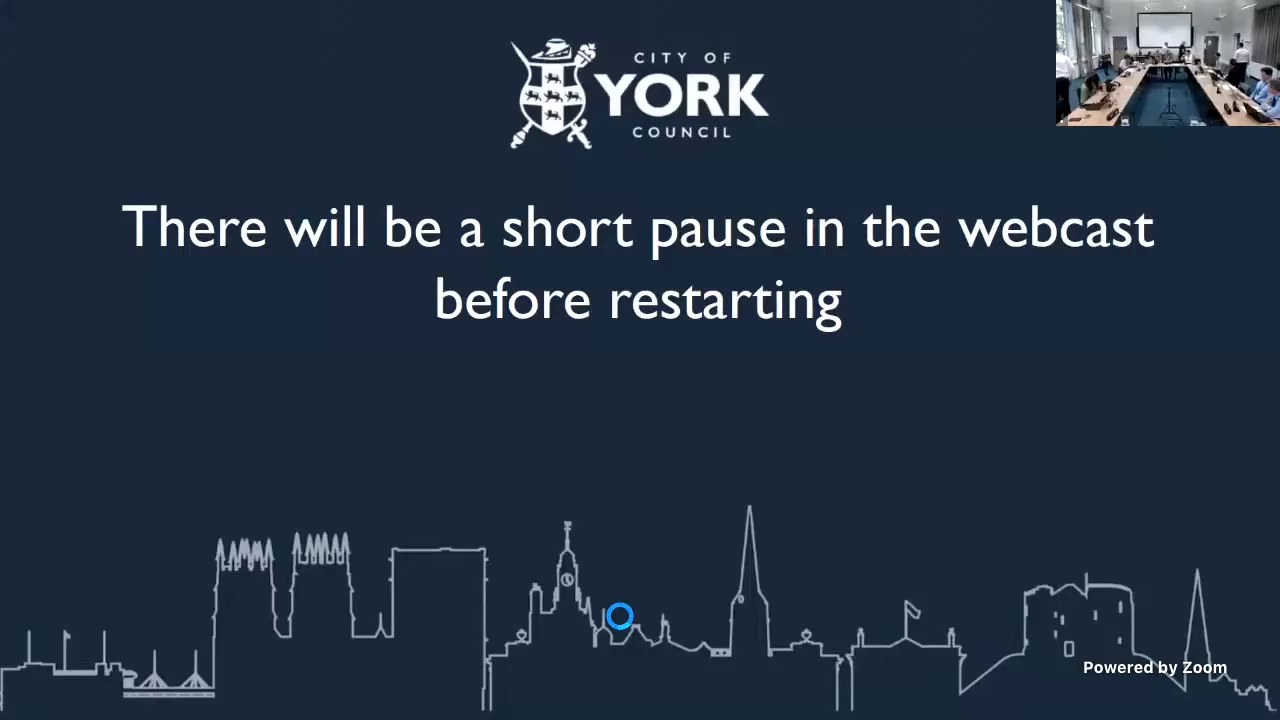 CITY OF
YORK
COUNCIL
There will be a short pause in the webcast
before restarting
Powered by Zoom